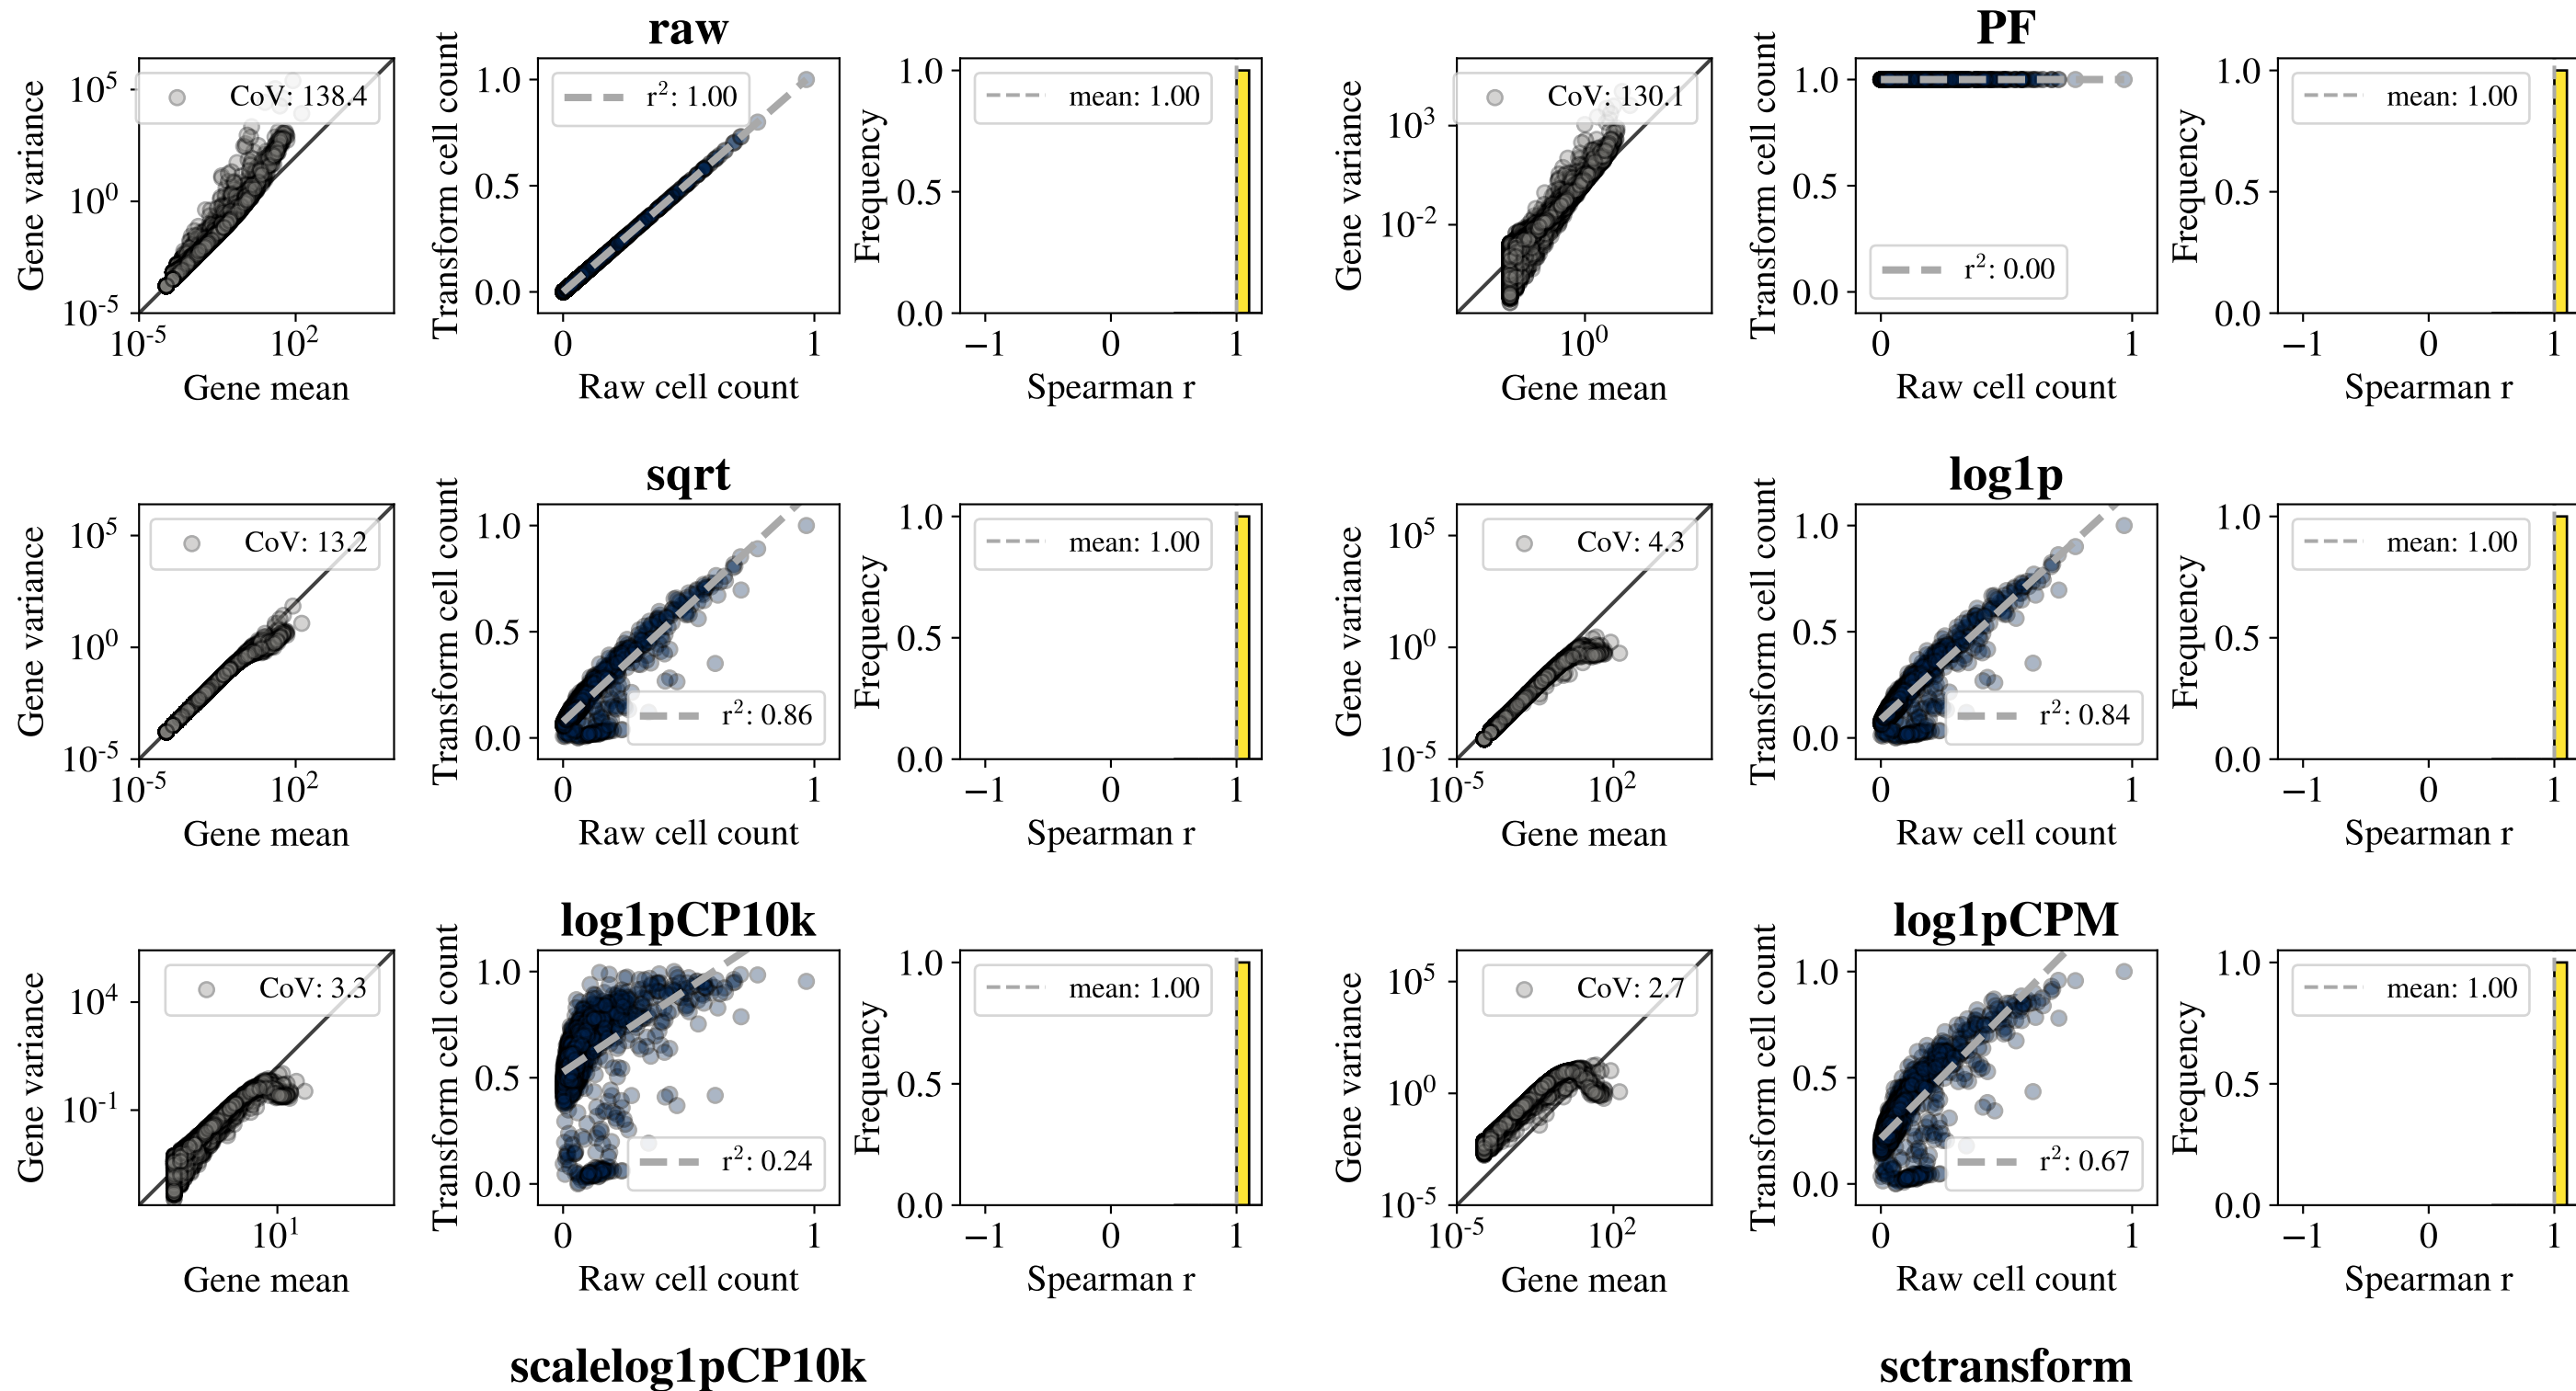 raw
Gene variance
10^5
10^0
10^-5
CoV: 138.4
10^-5 10^2
Gene mean
Transform cell count
1.0
0.5
0.0
r^2: 1.00
0 1
Raw cell count
Frequency
1.0
0.5
0.0
mean: 1.00
−1 0 1
Spearman r
PF
Gene variance
10^3
10^-2
CoV: 130.1
10^0
Gene mean
Transform cell count
1.0
0.5
0.0
r^2: 0.00
0 1
Raw cell count
Frequency
1.0
0.5
0.0
mean: 1.00
−1 0 1
Spearman r
sqrt
Gene variance
10^5
10^0
10^-5
CoV: 13.2
10^-5 10^2
Gene mean
Transform cell count
1.0
0.5
0.0
r^2: 0.86
0 1
Raw cell count
Frequency
1.0
0.5
0.0
mean: 1.00
−1 0 1
Spearman r
log1p
Gene variance
10^5
10^0
10^-5
CoV: 4.3
10^-5 10^2
Gene mean
Transform cell count
1.0
0.5
0.0
r^2: 0.84
0 1
Raw cell count
Frequency
1.0
0.5
0.0
mean: 1.00
−1 0 1
Spearman r
log1pCP10k
Gene variance
10^4
10^-1
CoV: 3.3
10^1
Gene mean
Transform cell count
1.0
0.5
0.0
r^2: 0.24
0 1
Raw cell count
Frequency
1.0
0.5
0.0
mean: 1.00
−1 0 1
Spearman r
log1pCPM
Gene variance
10^5
10^0
10^-5
CoV: 2.7
10^-5 10^2
Gene mean
Transform cell count
1.0
0.5
0.0
r^2: 0.67
0 1
Raw cell count
Frequency
1.0
0.5
0.0
mean: 1.00
−1 0 1
Spearman r
scalelog1pCP10k
sctransform